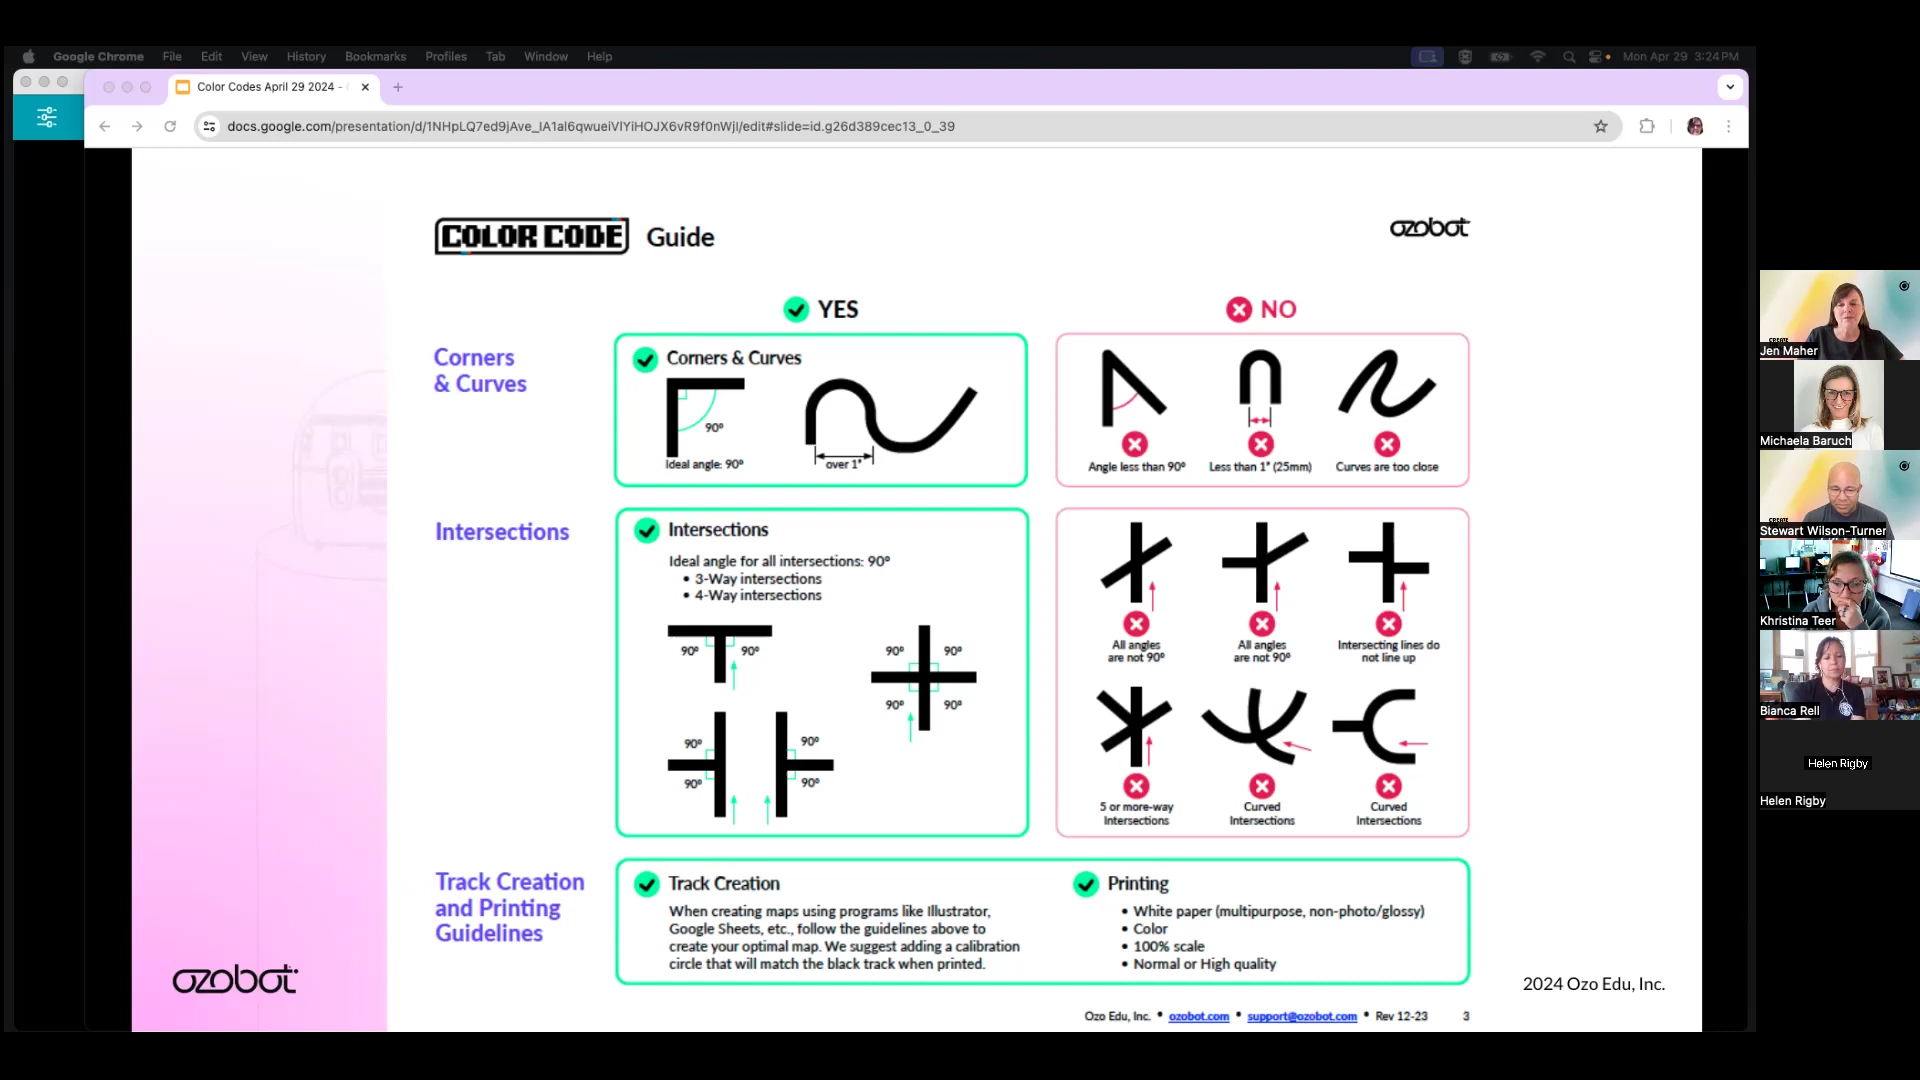 Google Chrome File Edit View History Bookmarks Profiles Tab Window Help Mon Apr 29 3:24 PM
Color Codes April 29 2024 -
docs.google.com/presentation/d/1NHpLQ7ed9jAve_IA1al6qwueiVlYiHOJX6vR9f0nWjI/edit#slide=id.g26d389cec13_0_39
COLOR CODE Guide
ozobot
YES
NO
Corners
& Curves
Corners & Curves
90°
Ideal angle: 90°
over 1"
Angle less than 90°
Less than 1" (25mm)
Curves are too close
Intersections
Intersections
Ideal angle for all intersections: 90°
• 3-Way intersections
• 4-Way intersections
90° 90°
90° 90°
90° 90°
90° 90°
90° 90°
All angles
are not 90°
All angles
are not 90°
Intersecting lines do
not line up
5 or more-way
Intersections
Curved
Intersections
Curved
Intersections
Track Creation
and Printing
Guidelines
Track Creation
When creating maps using programs like Illustrator,
Google Sheets, etc., follow the guidelines above to
create your optimal map. We suggest adding a calibration
circle that will match the black track when printed.
Printing
• White paper (multipurpose, non-photo/glossy)
• Color
• 100% scale
• Normal or High quality
ozobot
2024 Ozo Edu, Inc.
Ozo Edu, Inc. • ozobot.com • support@ozobot.com • Rev 12-23 3
Jen Maher
Michaela Baruch
Stewart Wilson-Turner
Khristina Teer
Bianca Rell
Helen Rigby
Helen Rigby